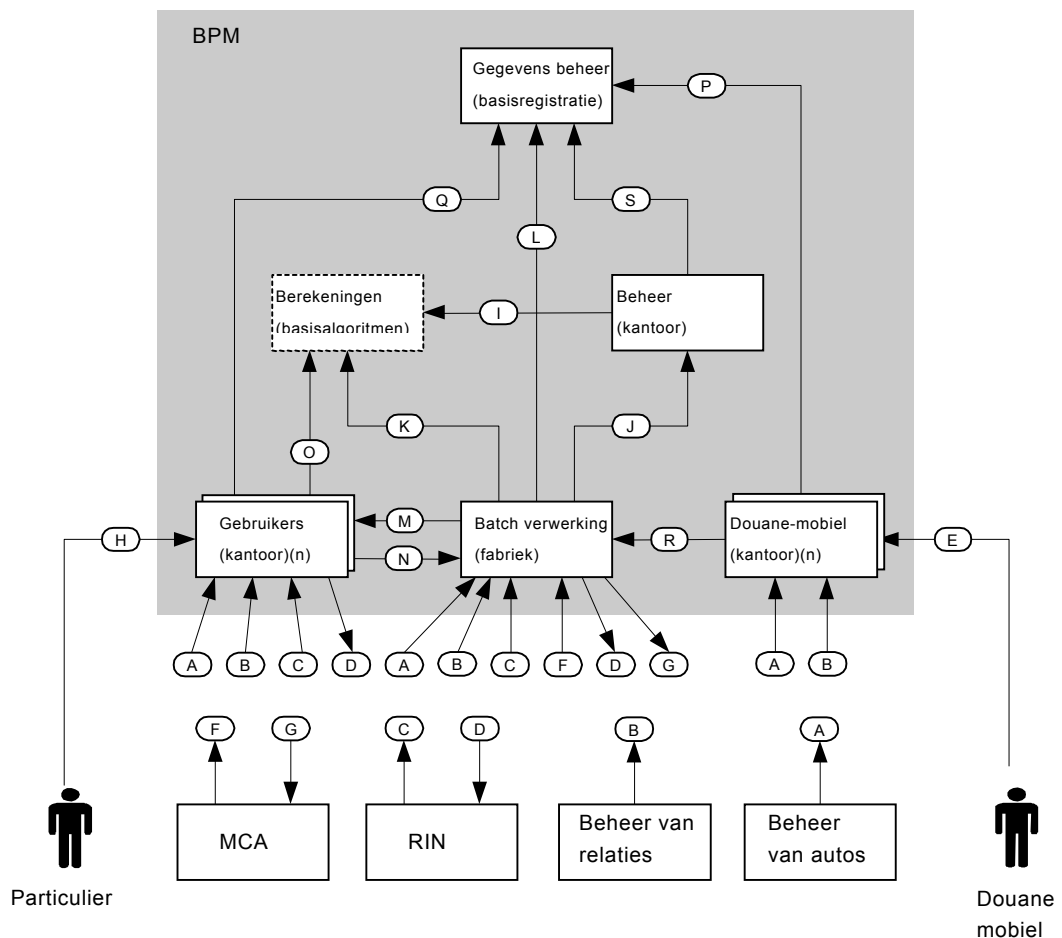 BPM
Gegevens beheer
(basisregistratie)
P
Q
S
L
Berekeningen
(basisalgoritmen)
I
Beheer
(kantoor)
K
J
O
Gebruikers
(kantoor)(n)
M
N
Batch verwerking
(fabriek)
R
Douane-mobiel
(kantoor)(n)
H
E
A
B
C
D
A
B
C
F
D
G
A
B
F
G
C
D
B
A
MCA
RIN
Beheer van
relaties
Beheer
van autos
Particulier
Douane
mobiel